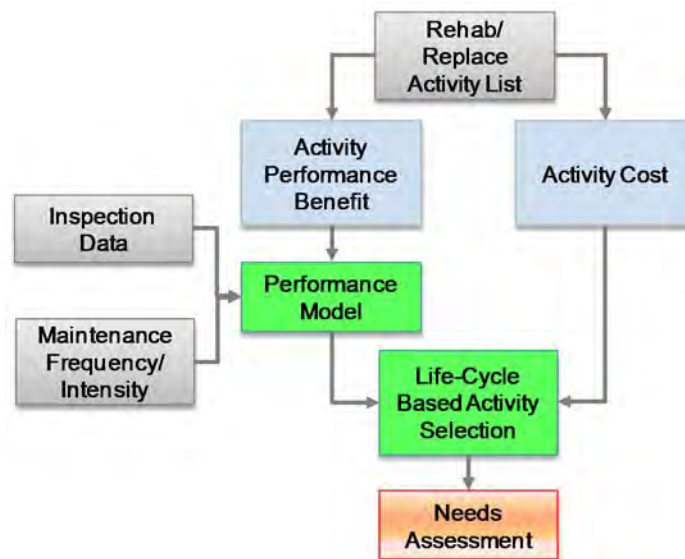 Rehab/
Replace
Activity List
Activity
Performance
Benefit
Activity Cost
Inspection
Data
Performance
Model
Maintenance
Frequency/
Intensity
Life-Cycle
Based Activity
Selection
Needs
Assessment